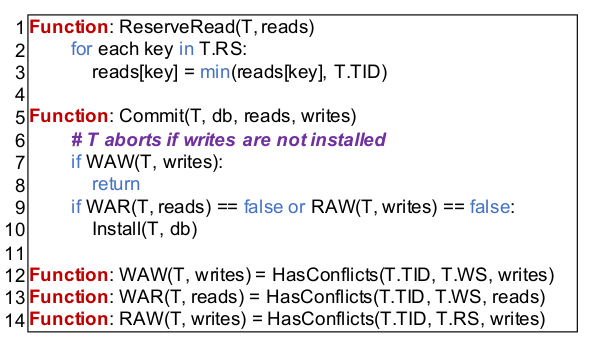 1 Function: ReserveRead(T, reads)
2 for each key in T.RS:
3 reads[key] = min(reads[key], T.TID)
4
5 Function: Commit(T, db, reads, writes)
6 # T aborts if writes are not installed
7 if WAW(T, writes):
8 return
9 if WAR(T, reads) == false or RAW(T, writes) == false:
10 Install(T, db)
11
12 Function: WAW(T, writes) = HasConflicts(T.TID, T.WS, writes)
13 Function: WAR(T, reads) = HasConflicts(T.TID, T.WS, reads)
14 Function: RAW(T, writes) = HasConflicts(T.TID, T.RS, writes)